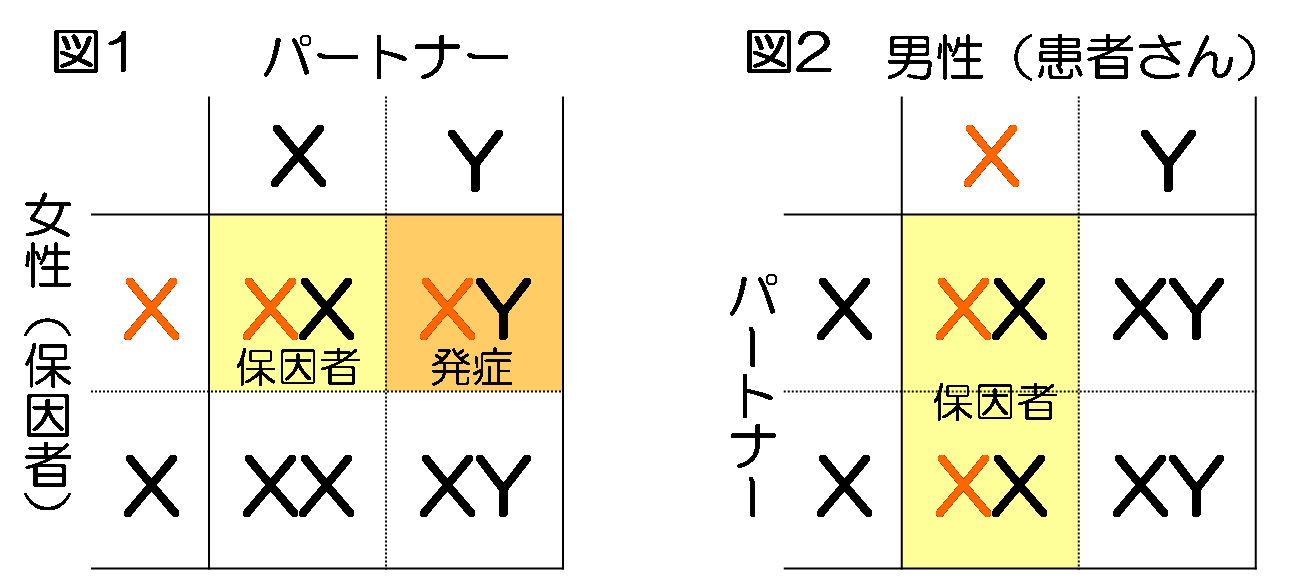 図1 パートナー
X Y
女性（保因者）
X XX XY
保因者 発症
X XX XY
図2 男性（患者さん）
X Y
パートナー
X XX XY
保因者
X XX XY